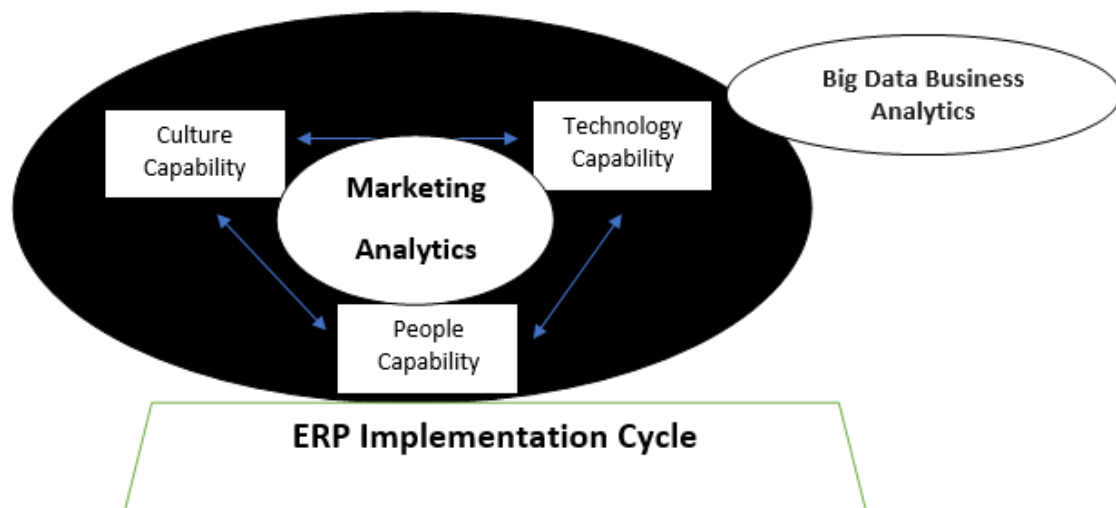 Big Data Business
Analytics
Culture
Capability
Technology
Capability
Marketing
Analytics
People
Capability
ERP Implementation Cycle